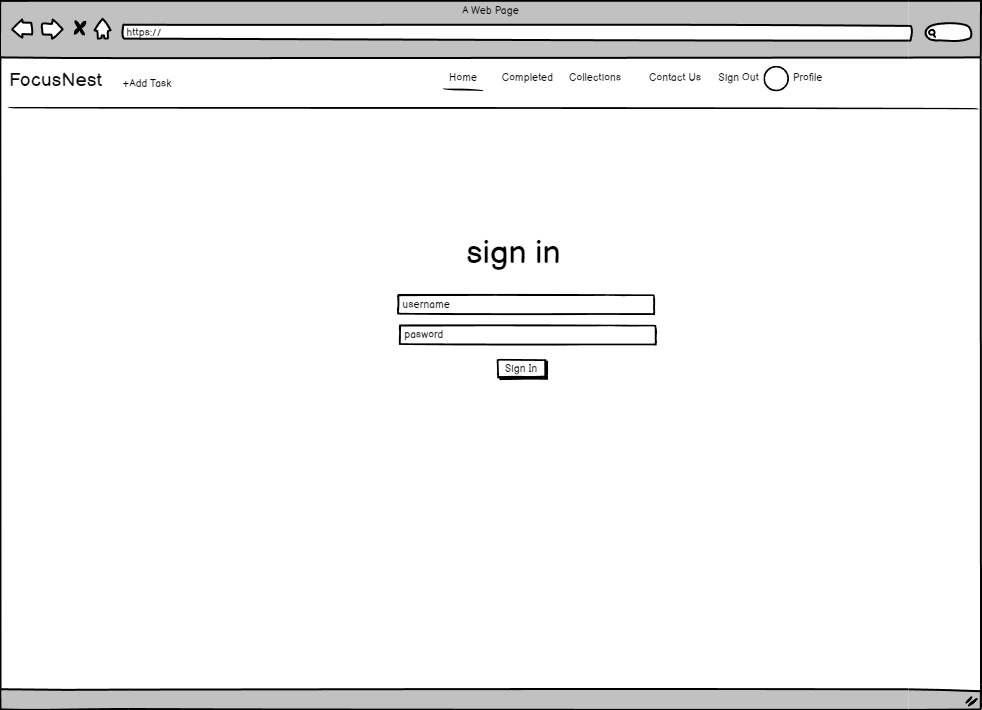 A Web Page
https://
FocusNest +Add Task Home Completed Collections Contact Us Sign Out Profile
sign in
username
pasword
Sign In